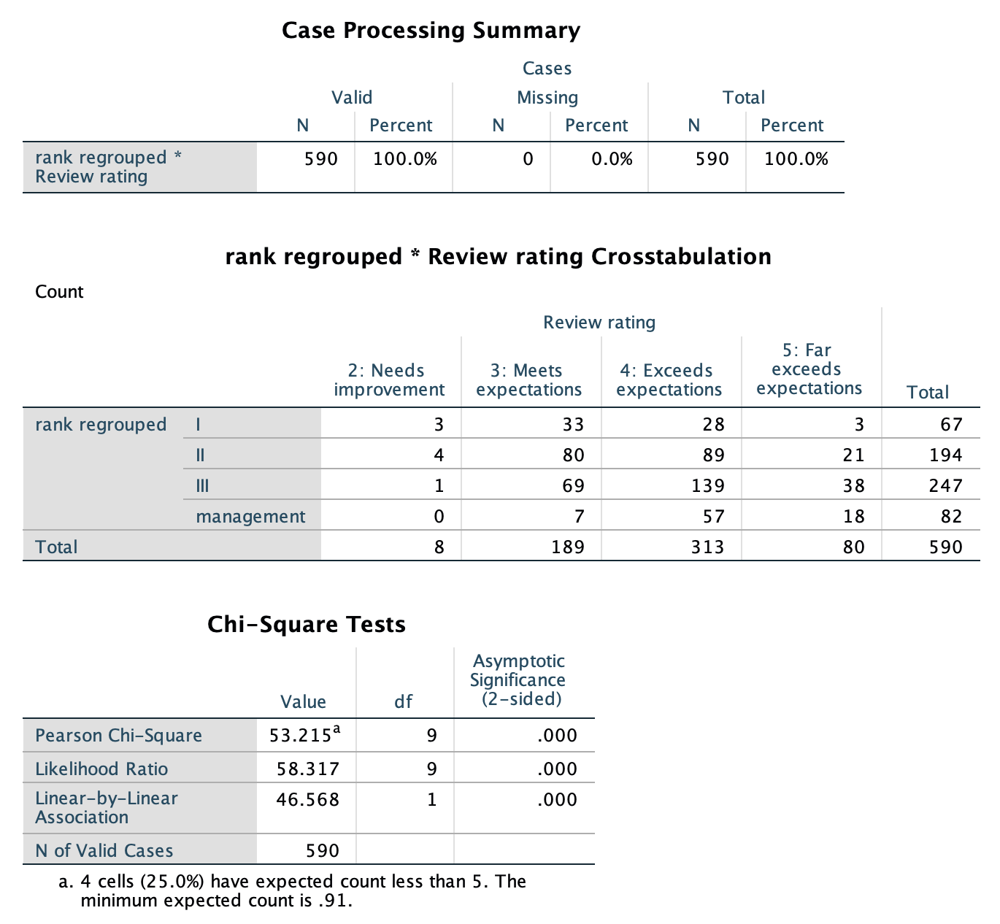 Case Processing Summary
Cases
Valid Missing Total
N Percent N Percent N Percent
rank regrouped * 590 100.0% 0 0.0% 590 100.0%
Review rating
rank regrouped * Review rating Crosstabulation
Count
Review rating
5: Far
2: Needs 3: Meets 4: Exceeds exceeds
improvement expectations expectations expectations Total
rank regrouped I 3 33 28 3 67
II 4 80 89 21 194
III 1 69 139 38 247
management 0 7 57 18 82
Total 8 189 313 80 590
Chi-Square Tests
Asymptotic
Significance
Value df (2-sided)
Pearson Chi-Square 53.215a 9 .000
Likelihood Ratio 58.317 9 .000
Linear-by-Linear 46.568 1 .000
Association
N of Valid Cases 590
a. 4 cells (25.0%) have expected count less than 5. The
minimum expected count is .91.